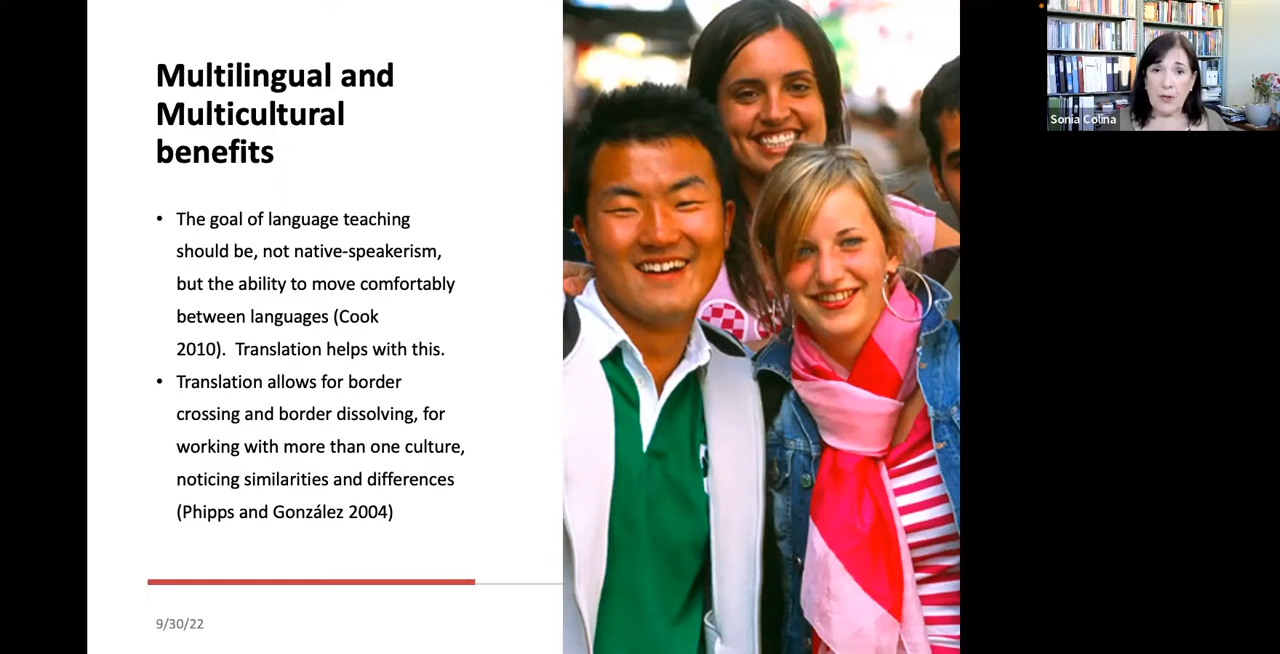 Multilingual and
Multicultural
benefits
• The goal of language teaching
should be, not native-speakerism,
but the ability to move comfortably
between languages (Cook
2010).  Translation helps with this.
• Translation allows for border
crossing and border dissolving, for
working with more than one culture,
noticing similarities and differences
(Phipps and González 2004)
9/30/22
Sonia Colina